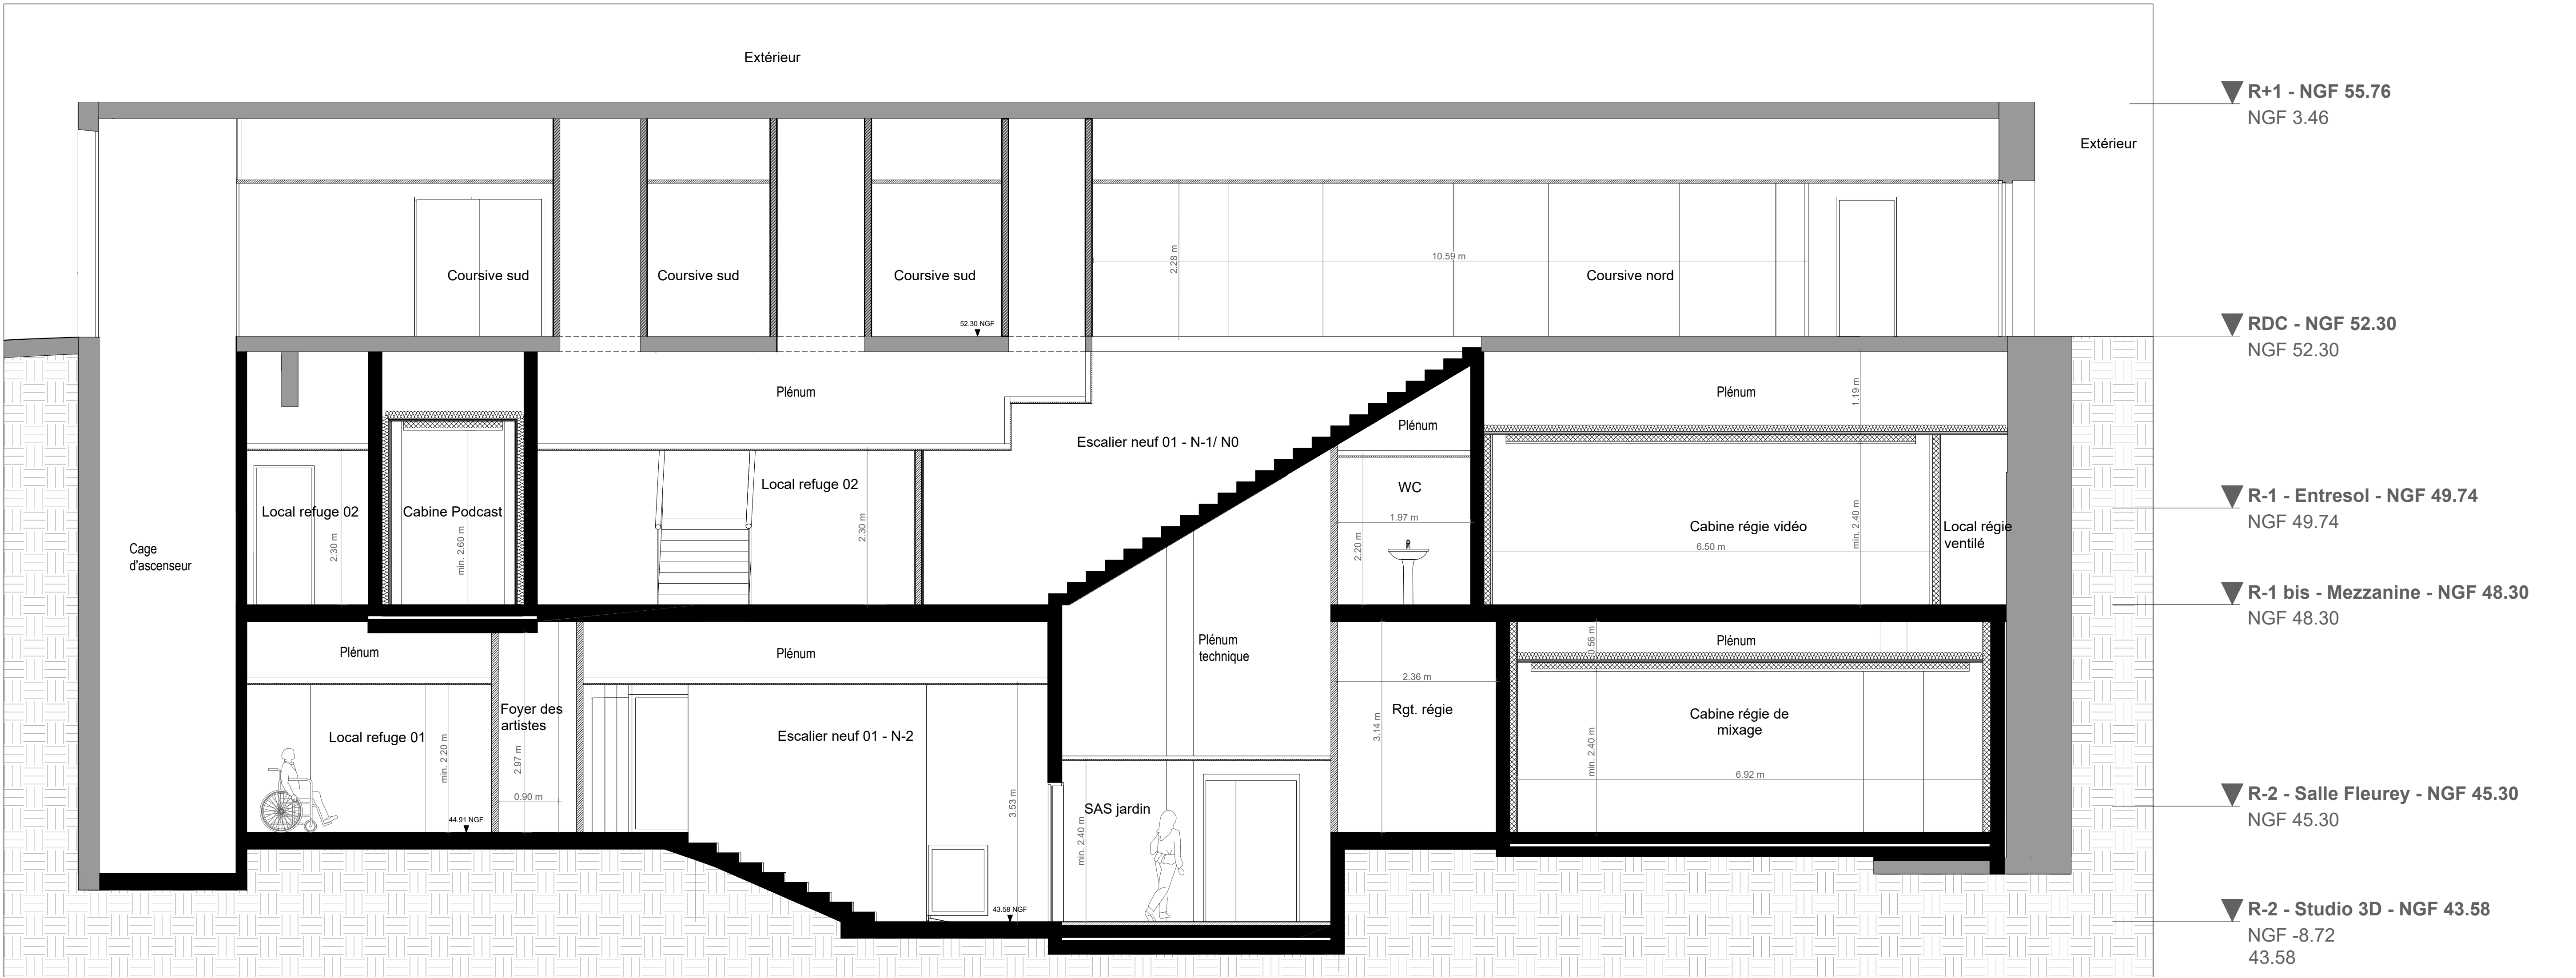 Extérieur
R+1 - NGF 55.76
NGF 3.46
Extérieur
Coursive sud
Coursive sud
Coursive sud
2.28 m
10.59 m
Coursive nord
52.30 NGF
RDC - NGF 52.30
NGF 52.30
Plénum
Plénum
1.19 m
Plénum
Escalier neuf 01 - N-1/ N0
Local refuge 02
WC
R-1 - Entresol - NGF 49.74
NGF 49.74
Local refuge 02
Cabine Podcast
1.97 m
Cabine régie vidéo
min. 2.40 m
Local régie
ventilé
2.30 m
min. 2.60 m
2.30 m
2.20 m
6.50 m
Cage
d'ascenseur
R-1 bis - Mezzanine - NGF 48.30
NGF 48.30
Plénum
Plénum
Plénum
technique
0.56 m
Plénum
2.36 m
Foyer des
artistes
Rgt. régie
Cabine régie de
mixage
Local refuge 01
Escalier neuf 01 - N-2
3.14 m
min. 2.20 m
2.97 m
min. 2.40 m
6.92 m
0.90 m
3.53 m
SAS jardin
R-2 - Salle Fleurey - NGF 45.30
NGF 45.30
44.91 NGF
min. 2.40 m
43.58 NGF
R-2 - Studio 3D - NGF 43.58
NGF -8.72
43.58